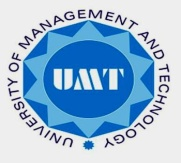 UNIVERSITY OF MANAGEMENT AND TECHNOLOGY
UMT